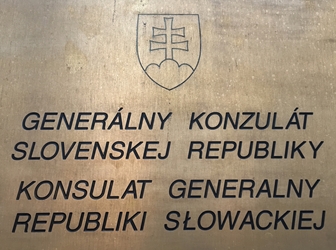 GENERÁLNY KONZULÁT
SLOVENSKEJ REPUBLIKY
KONSULAT GENERALNY
REPUBLIKI SŁOWACKIEJ